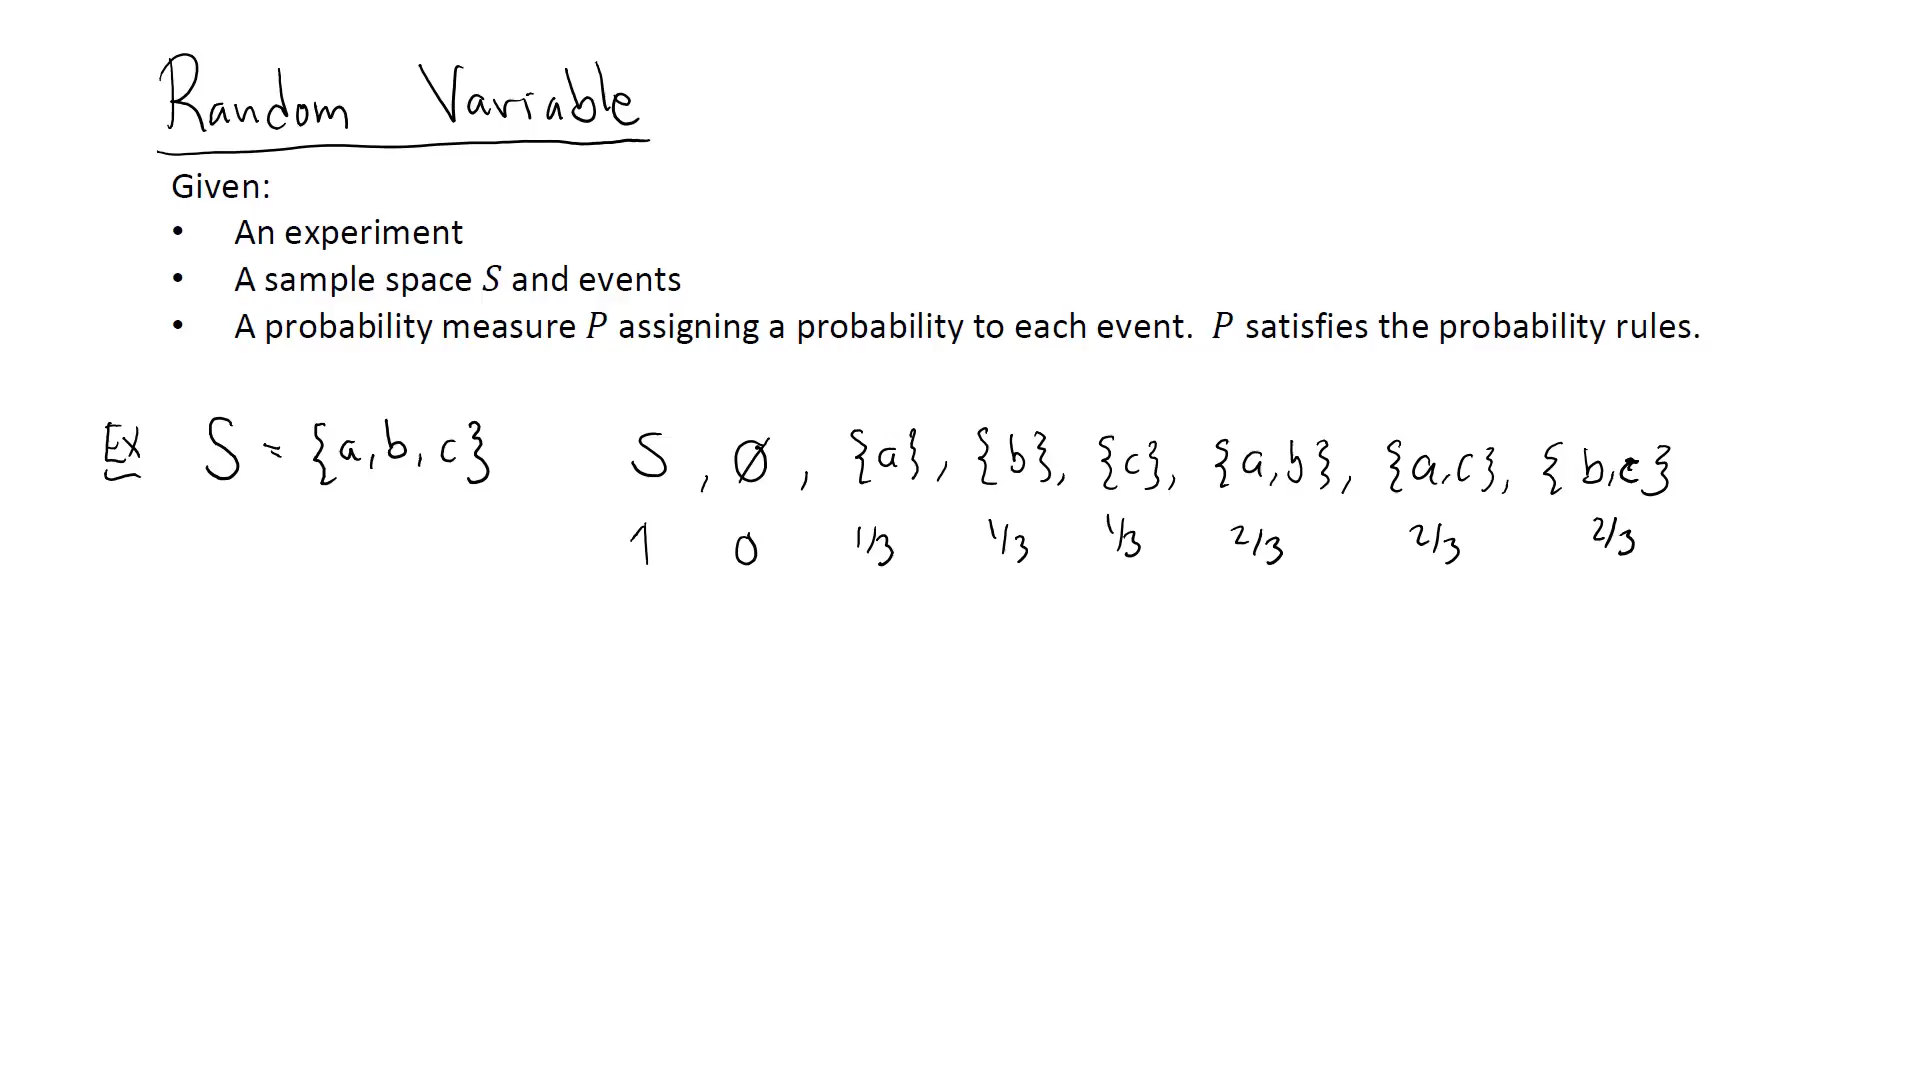 Random Variable
Given:
• An experiment
• A sample space S and events
• A probability measure P assigning a probability to each event. P satisfies the probability rules.
Ex S = {a, b, c} S, Ø, {a}, {b}, {c}, {a,b}, {a,c}, {b,c}
1 0 1/3 1/3 1/3 2/3 2/3 2/3